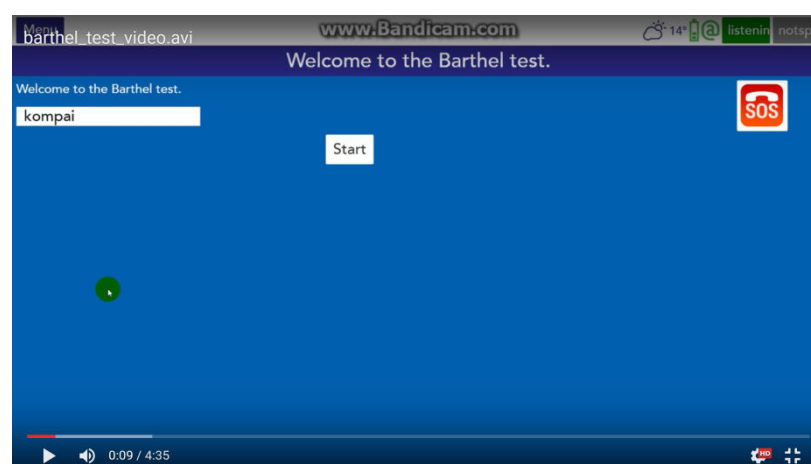 Menu
barthel_test_video.avi
www.Bandicam.com
14°
@
listenin
notsp
Welcome to the Barthel test.
Welcome to the Barthel test.
kompai
SOS
Start
0:09 / 4:35
HD